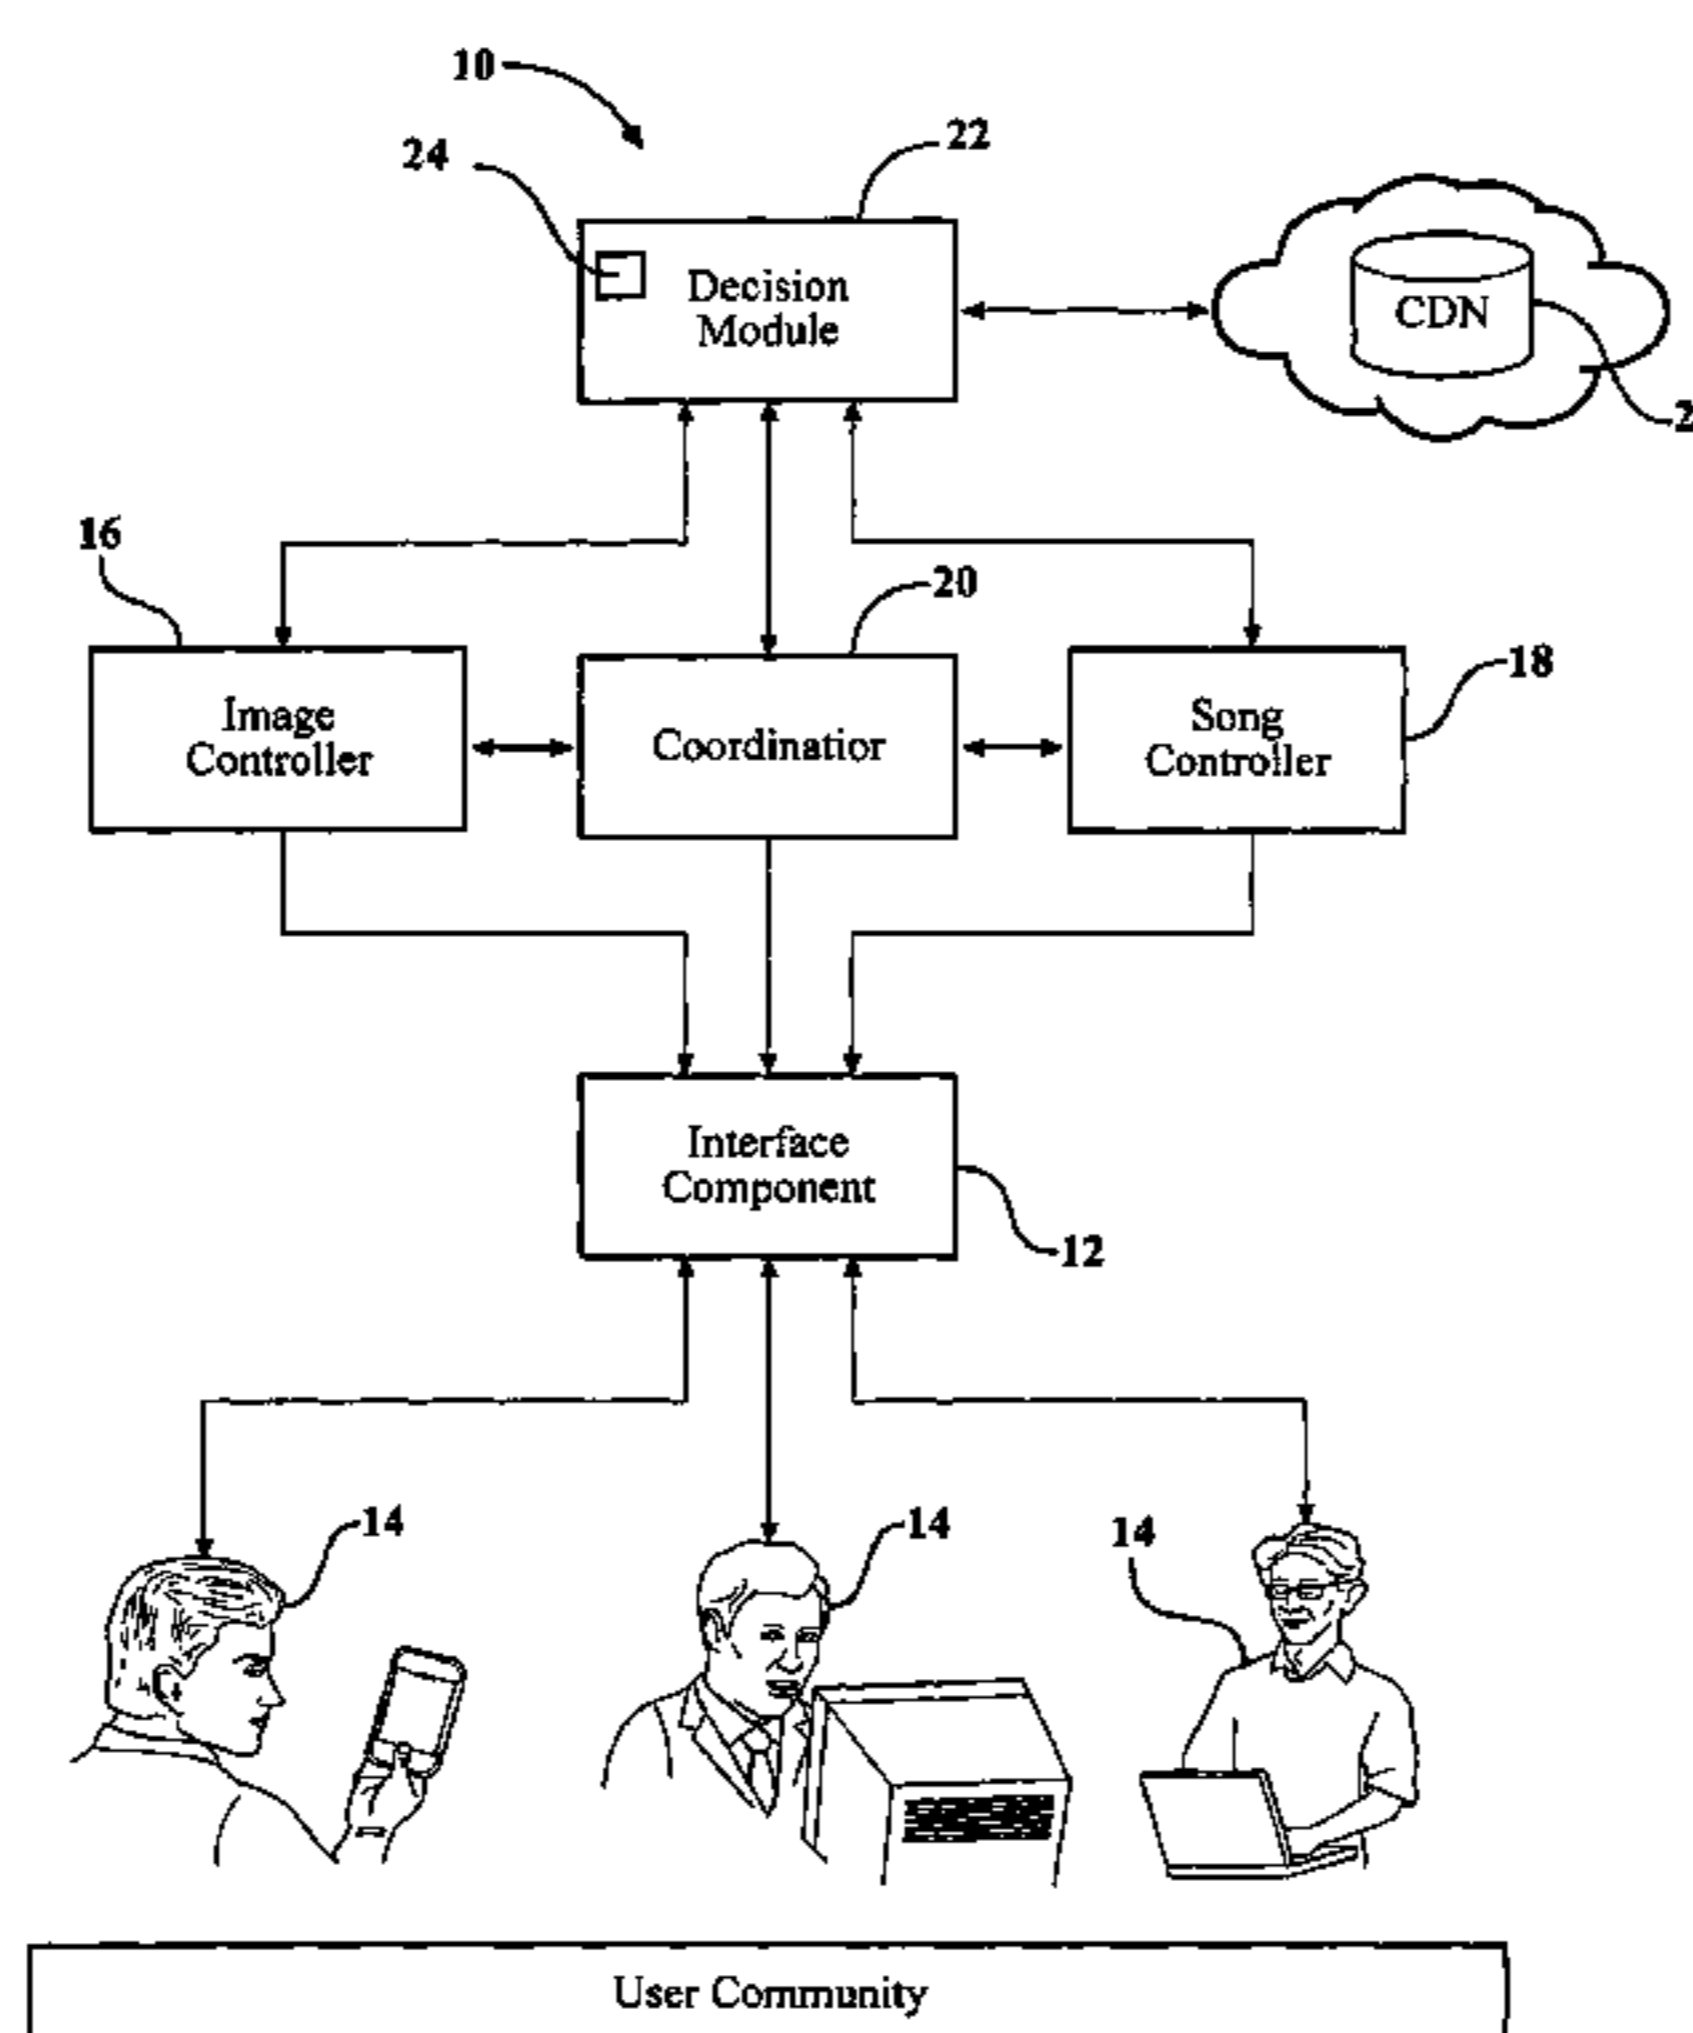 10
24
22
Decision
Module
CDN
16
20
18
Image
Controller
Coordinatior
Song
Controller
Interface
Component
12
14
14
14
User Community